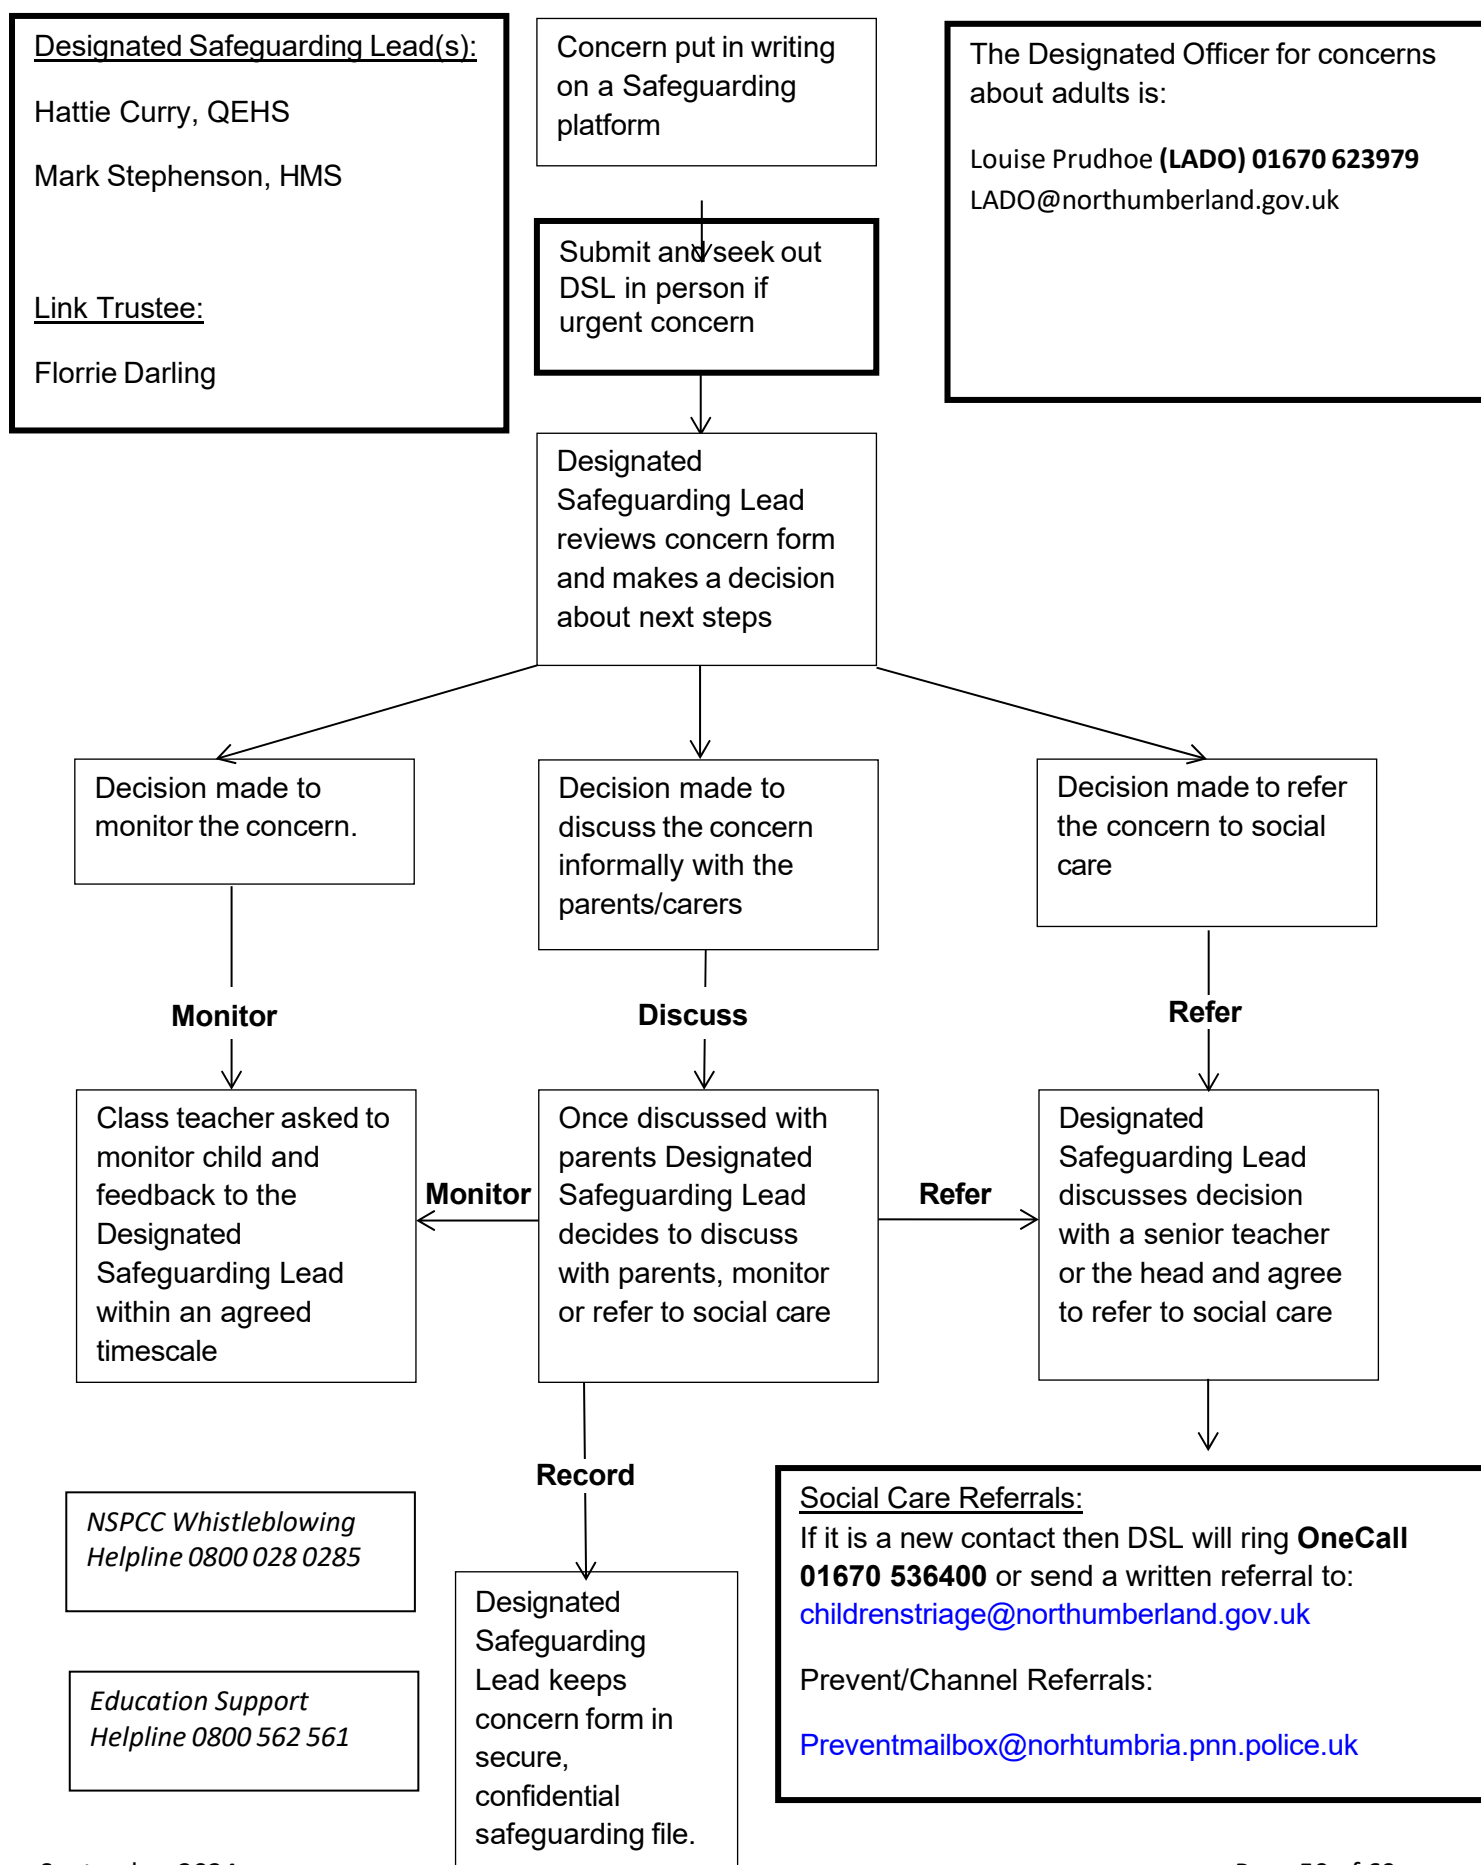 Designated Safeguarding Lead(s):
Hattie Curry, QEHS
Mark Stephenson, HMS
Link Trustee:
Florrie Darling
Concern put in writing
on a Safeguarding
platform
The Designated Officer for concerns
about adults is:
Louise Prudhoe (LADO) 01670 623979
LADO@northumberland.gov.uk
Submit and seek out
DSL in person if
urgent concern
Designated
Safeguarding Lead
reviews concern form
and makes a decision
about next steps
Decision made to
monitor the concern.
Decision made to
discuss the concern
informally with the
parents/carers
Decision made to refer
the concern to social
care
Monitor
Discuss
Refer
Class teacher asked to
monitor child and
feedback to the
Designated
Safeguarding Lead
within an agreed
timescale
Monitor
Once discussed with
parents Designated
Safeguarding Lead
decides to discuss
with parents, monitor
or refer to social care
Refer
Designated
Safeguarding Lead
discusses decision
with a senior teacher
or the head and agree
to refer to social care
Record
NSPCC Whistleblowing
Helpline 0800 028 0285
Education Support
Helpline 0800 562 561
Designated
Safeguarding
Lead keeps
concern form in
secure,
confidential
safeguarding file.
Social Care Referrals:
If it is a new contact then DSL will ring OneCall
01670 536400 or send a written referral to:
childrenstriage@northumberland.gov.uk
Prevent/Channel Referrals:
Preventmailbox@norhtumbria.pnn.police.uk